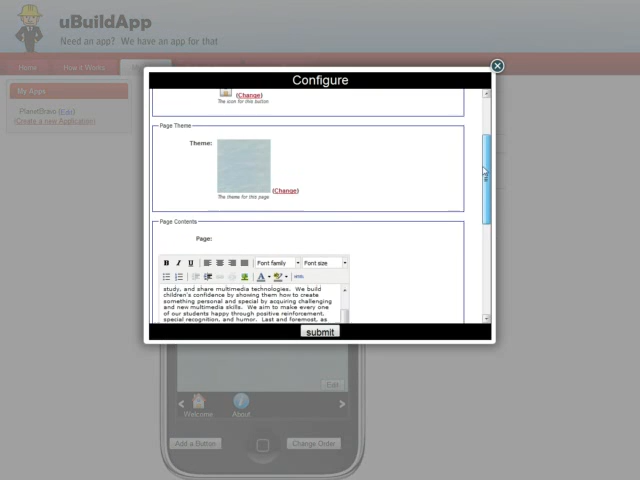 uBuildApp
Need an app? We have an app for that
Home
How it Works
My Apps
PlanetBravo (Edit)
(Create a new Application)
Configure
(Change)
The icon for this button
Page Theme
Theme:
(Change)
The theme for this page
Page Contents
Page:
B I U
Font family
Font size
HTML
study, and share multimedia technologies. We build
children's confidence by showing them how to create
something personal and special by acquiring challenging
and new multimedia skills. We aim to make every one
of our students happy through positive reinforcement,
special recognition, and humor. Last and foremost, as
submit
Edit
Welcome
About
Add a Button
Change Order